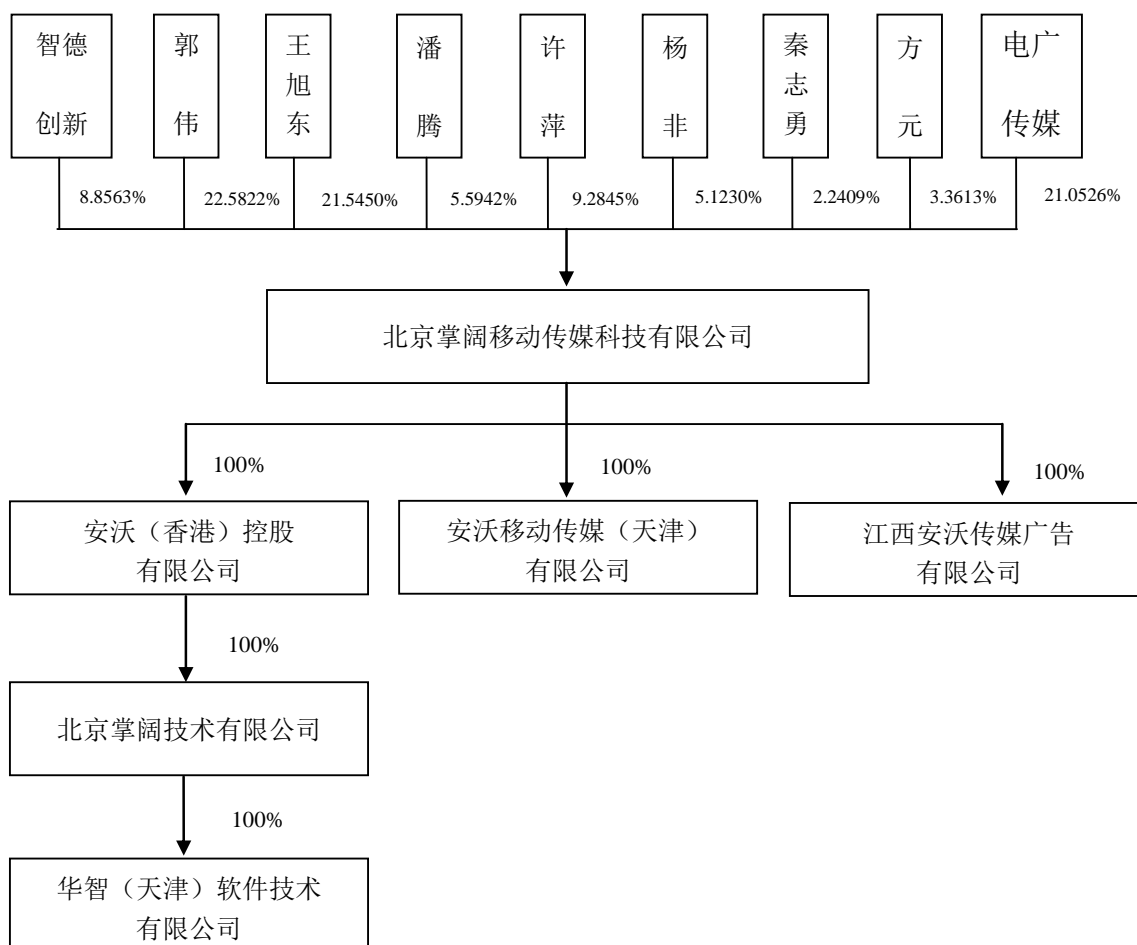 智德
创新
郭
伟
王
旭
东
潘
腾
许
萍
杨
非
秦
志
勇
方
元
电广
传媒
8.8563%
22.5822%
21.5450%
5.5942%
9.2845%
5.1230%
2.2409%
3.3613%
21.0526%
北京掌阔移动传媒科技有限公司
100%
100%
100%
安沃（香港）控股
有限公司
安沃移动传媒（天津）
有限公司
江西安沃传媒广告
有限公司
100%
北京掌阔技术有限公司
100%
华智（天津）软件技术
有限公司